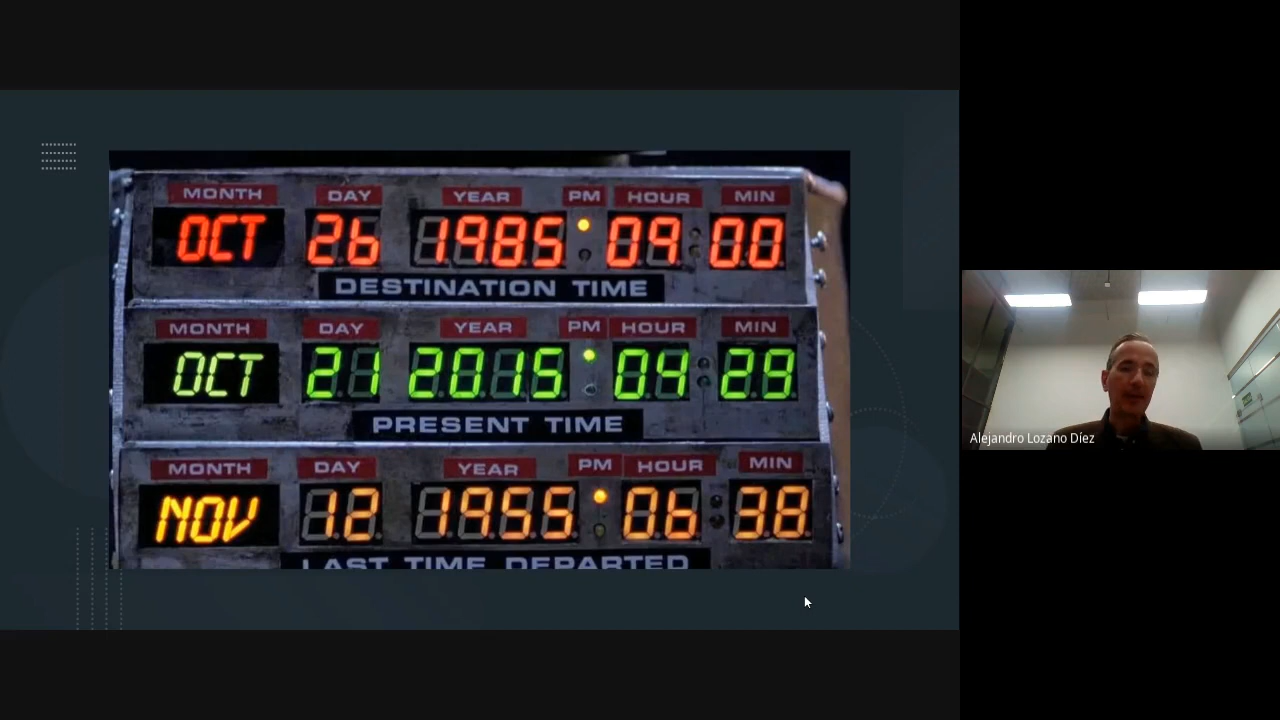 MONTH DAY YEAR PM HOUR MIN
OCT 26 1985 09 00
DESTINATION TIME
MONTH DAY YEAR PM HOUR MIN
OCT 21 2015 04 29
PRESENT TIME
MONTH DAY YEAR PM HOUR MIN
NOV 12 1955 06 38
LAST TIME DEPARTED
Alejandro Lozano Díez